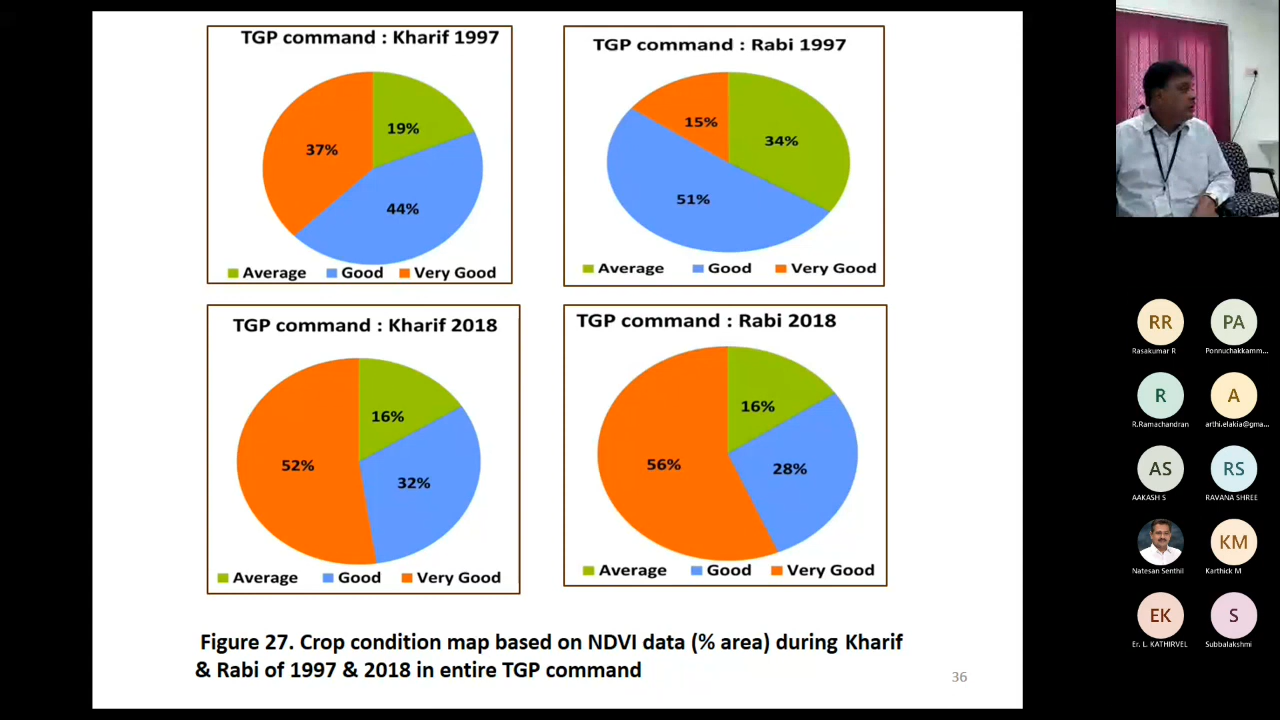 TGP command : Kharif 1997
19%
37%
44%
Average Good Very Good
TGP command : Rabi 1997
15%
34%
51%
Average Good Very Good
TGP command : Kharif 2018
16%
52%
32%
Average Good Very Good
TGP command : Rabi 2018
16%
56%
28%
Average Good Very Good
Figure 27. Crop condition map based on NDVI data (% area) during Kharif
& Rabi of 1997 & 2018 in entire TGP command
36
RR PA
Rasakumar R Ponnuchakkamm...
R A
R.Ramachandran arthi.elakia@gma...
AS RS
AAKASH S RAVANA SHREE
KM
Natesan Senthil Karthick M
EK S
Er. L. KATHIRVEL Subbalakshmi